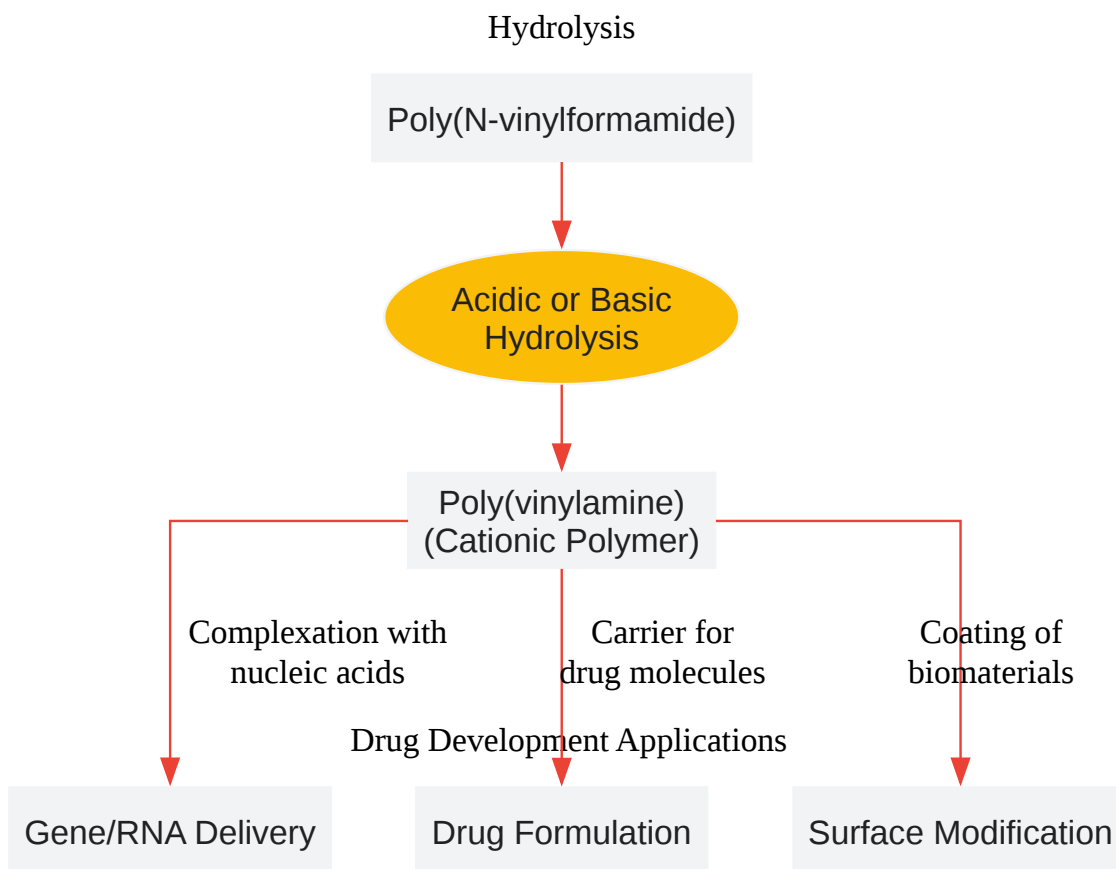 Hydrolysis
Poly(N-vinylformamide)
Acidic or Basic
Hydrolysis
Poly(vinylamine)
(Cationic Polymer)
Complexation with
nucleic acids
Carrier for
drug molecules
Coating of
biomaterials
Drug Development Applications
Gene/RNA Delivery
Drug Formulation
Surface Modification